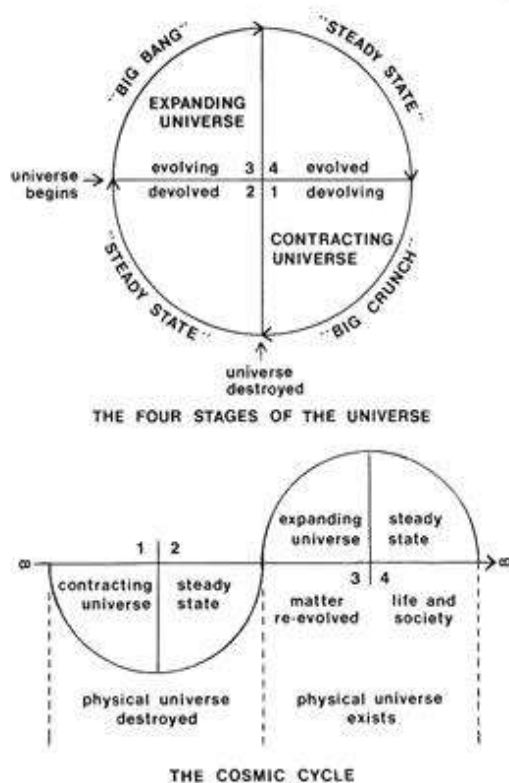 "BIG BANG"
"STEADY STATE"
EXPANDING
UNIVERSE
universe
begins
evolving 3 4 evolved
devolved 2 1 devolving
CONTRACTING
UNIVERSE
"STEADY STATE"
"BIG CRUNCH"
universe
destroyed
THE FOUR STAGES OF THE UNIVERSE
expanding steady
universe state
1 2
∞ ∞
contracting steady
universe state
3 4
matter life and
re-evolved society
physical universe physical universe
destroyed exists
THE COSMIC CYCLE